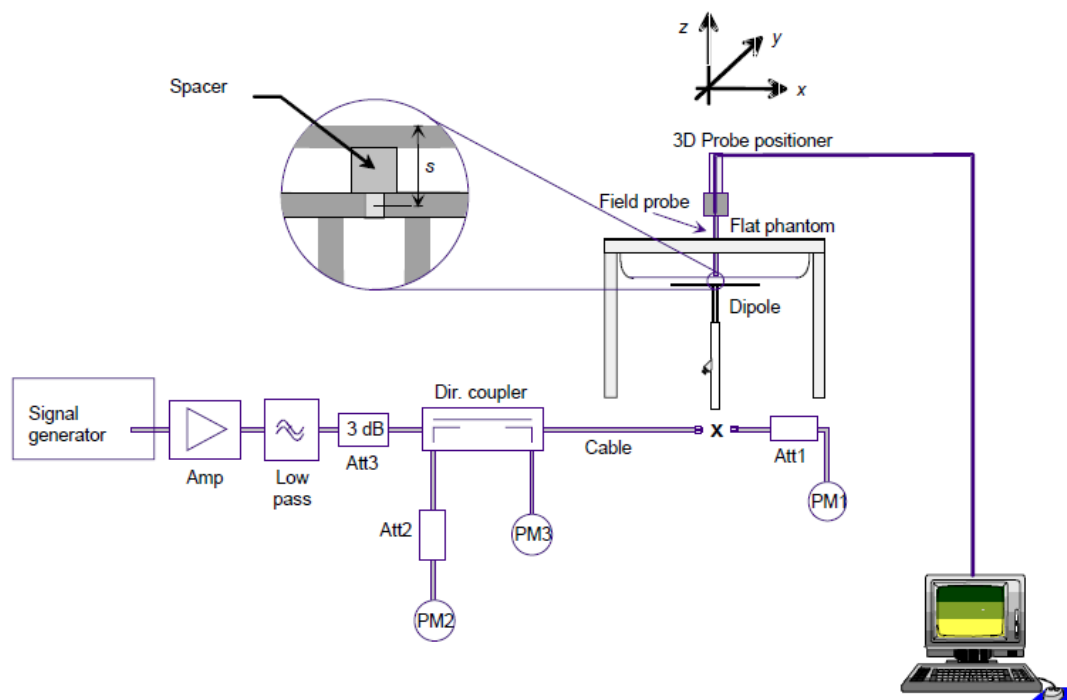 z
y
x
Spacer
s
3D Probe positioner
Field probe
Flat phantom
Dipole
Dir. coupler
Signal
generator
3 dB
Cable
X
Att1
Amp
Low
pass
Att3
PM1
Att2
PM3
PM2